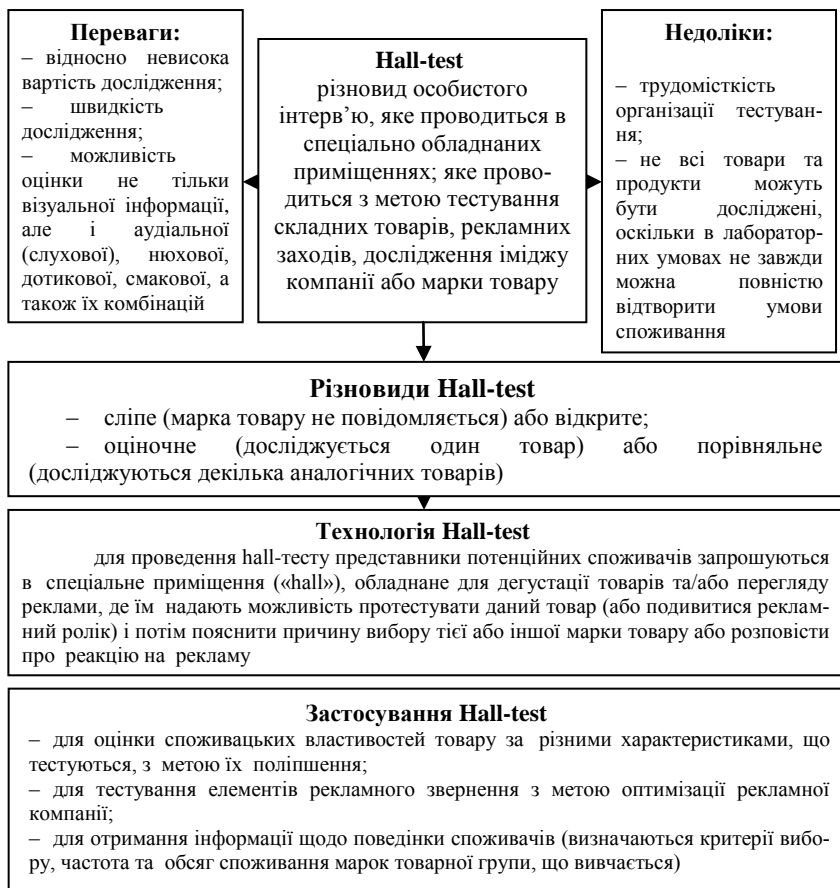 Переваги:
– відносно невисока
вартість дослідження;
– швидкість
дослідження;
– можливість
оцінки не тільки
візуальної інформації,
але і аудіальної
(слухової), нюхової,
дотикової, смакової, а
також їх комбінацій
Hall-test
різновид особистого
інтерв’ю, яке проводиться в
спеціально обладнаних
приміщеннях; яке прово-
диться з метою тестування
складних товарів, рекламних
заходів, дослідження іміджу
компанії або марки товару
Недоліки:
– трудомісткість
організації тестуван-
ня;
– не всі товари та
продукти можуть
бути досліджені,
оскільки в лаборатор-
них умовах не завжди
можна повністю
відтворити умови
споживання
Різновиди Hall-test
– сліпе (марка товару не повідомляється) або відкрите;
– оціночне (досліджується один товар) або порівняльне
(досліджуються декілька аналогічних товарів)
Технологія Hall-test
для проведення hall-тесту представники потенційних споживачів запрошуються
в спеціальне приміщення («hall»), обладнане для дегустації товарів та/або перегляду
реклами, де їм надають можливість протестувати даний товар (або подивитися реклам-
ний ролік) і потім пояснити причину вибору тієї або іншої марки товару або розповісти
про реакцію на рекламу
Застосування Hall-test
– для оцінки споживацьких властивостей товару за різними характеристиками, що
тестуються, з метою їх поліпшення;
– для тестування елементів рекламного звернення з метою оптимізації рекламної
компанії;
– для отримання інформації щодо поведінки споживачів (визначаються критерії вибо-
ру, частота та обсяг споживання марок товарної групи, що вивчається)